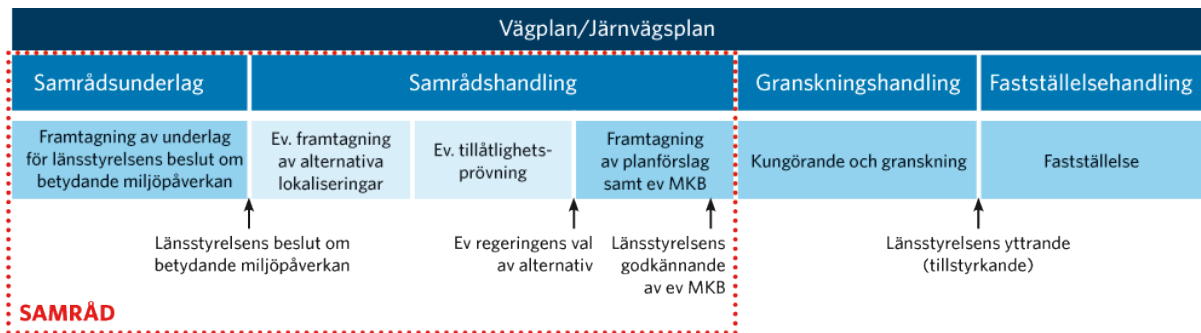 Vägplan/Järnvägsplan
Samrådsunderlag
Samrådshandling
Granskningshandling
Fastställelsehandling
Framtagning av underlag
för länsstyrelsens beslut om
betydande miljöpåverkan
Ev. framtagning
av alternativa
lokaliseringar
Ev. tillåtlighets-
prövning
Framtagning
av planförslag
samt ev MKB
Kungörande och granskning
Fastställelse
Länsstyrelsens beslut om
betydande miljöpåverkan
Ev regeringens val
av alternativ
Länsstyrelsens
godkännande
av ev MKB
Länsstyrelsens yttrande
(tillstyrkande)
SAMRÅD